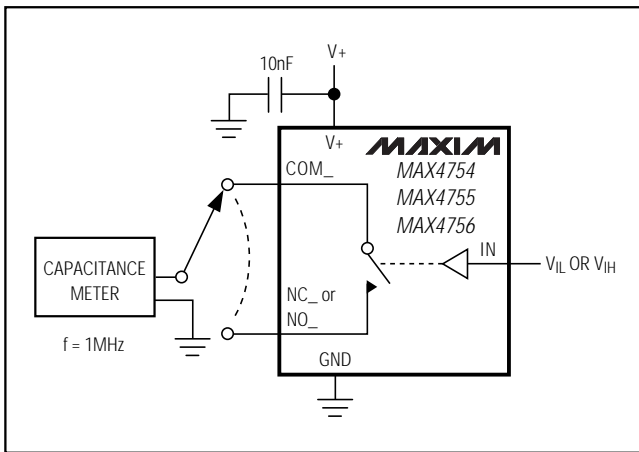 V+
10nF
V+
MAXIM
COM_
MAX4754
MAX4755
MAX4756
IN
VIL OR VIH
CAPACITANCE
METER
NC_ or
NO_
f = 1MHz
GND